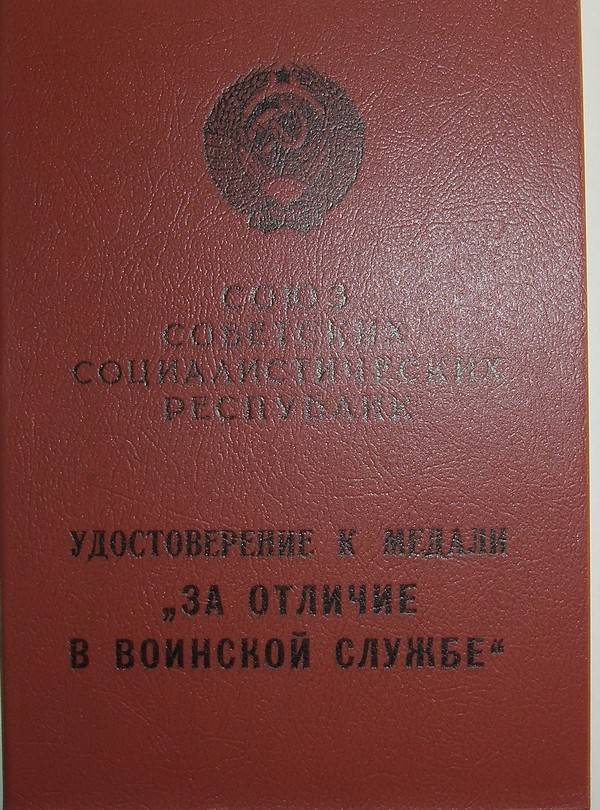 СОЮЗ
СОВЕТСКИХ
СОЦИАЛИСТИЧЕСКИХ
РЕСПУБЛИК
УДОСТОВЕРЕНИЕ К МЕДАЛИ
„ЗА ОТЛИЧИЕ
В ВОИНСКОЙ СЛУЖБЕ“